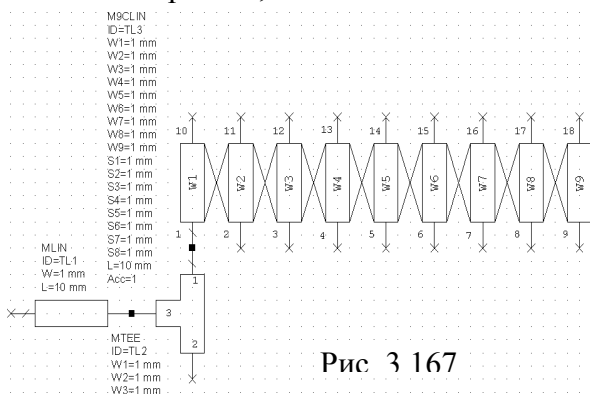 M9CLIN
ID=TL3
W1=1 mm
W2=1 mm
W3=1 mm
W4=1 mm
W5=1 mm
W6=1 mm
W7=1 mm
W8=1 mm
W9=1 mm
S1=1 mm
S2=1 mm
S3=1 mm
S4=1 mm
S5=1 mm
S6=1 mm
S7=1 mm
S8=1 mm
L=10 mm
Acc=1
10 11 12 13 14 15 16 17 18
W1 W2 W3 W4 W5 W6 W7 W8 W9
1 2 3 4 5 6 7 8 9
MLIN
ID=TL1
W=1 mm
L=10 mm
1
3
2
MTEE
ID=TL2
W1=1 mm
W2=1 mm
W3=1 mm
Рис. 3.167